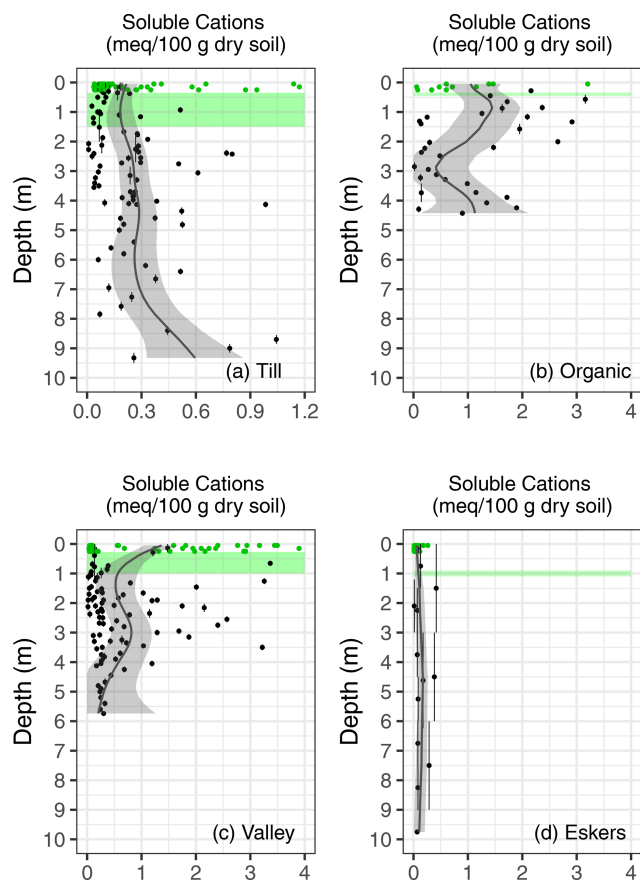 Soluble Cations
(meq/100 g dry soil)
Soluble Cations
(meq/100 g dry soil)
0
1
2
3
4
5
6
7
8
9
10
Depth (m)
(a) Till
0.0 0.3 0.6 0.9 1.2
0
1
2
3
4
5
6
7
8
9
10
Depth (m)
(b) Organic
0 1 2 3 4
Soluble Cations
(meq/100 g dry soil)
Soluble Cations
(meq/100 g dry soil)
0
1
2
3
4
5
6
7
8
9
10
Depth (m)
(c) Valley
0 1 2 3 4
0
1
2
3
4
5
6
7
8
9
10
Depth (m)
(d) Eskers
0 1 2 3 4